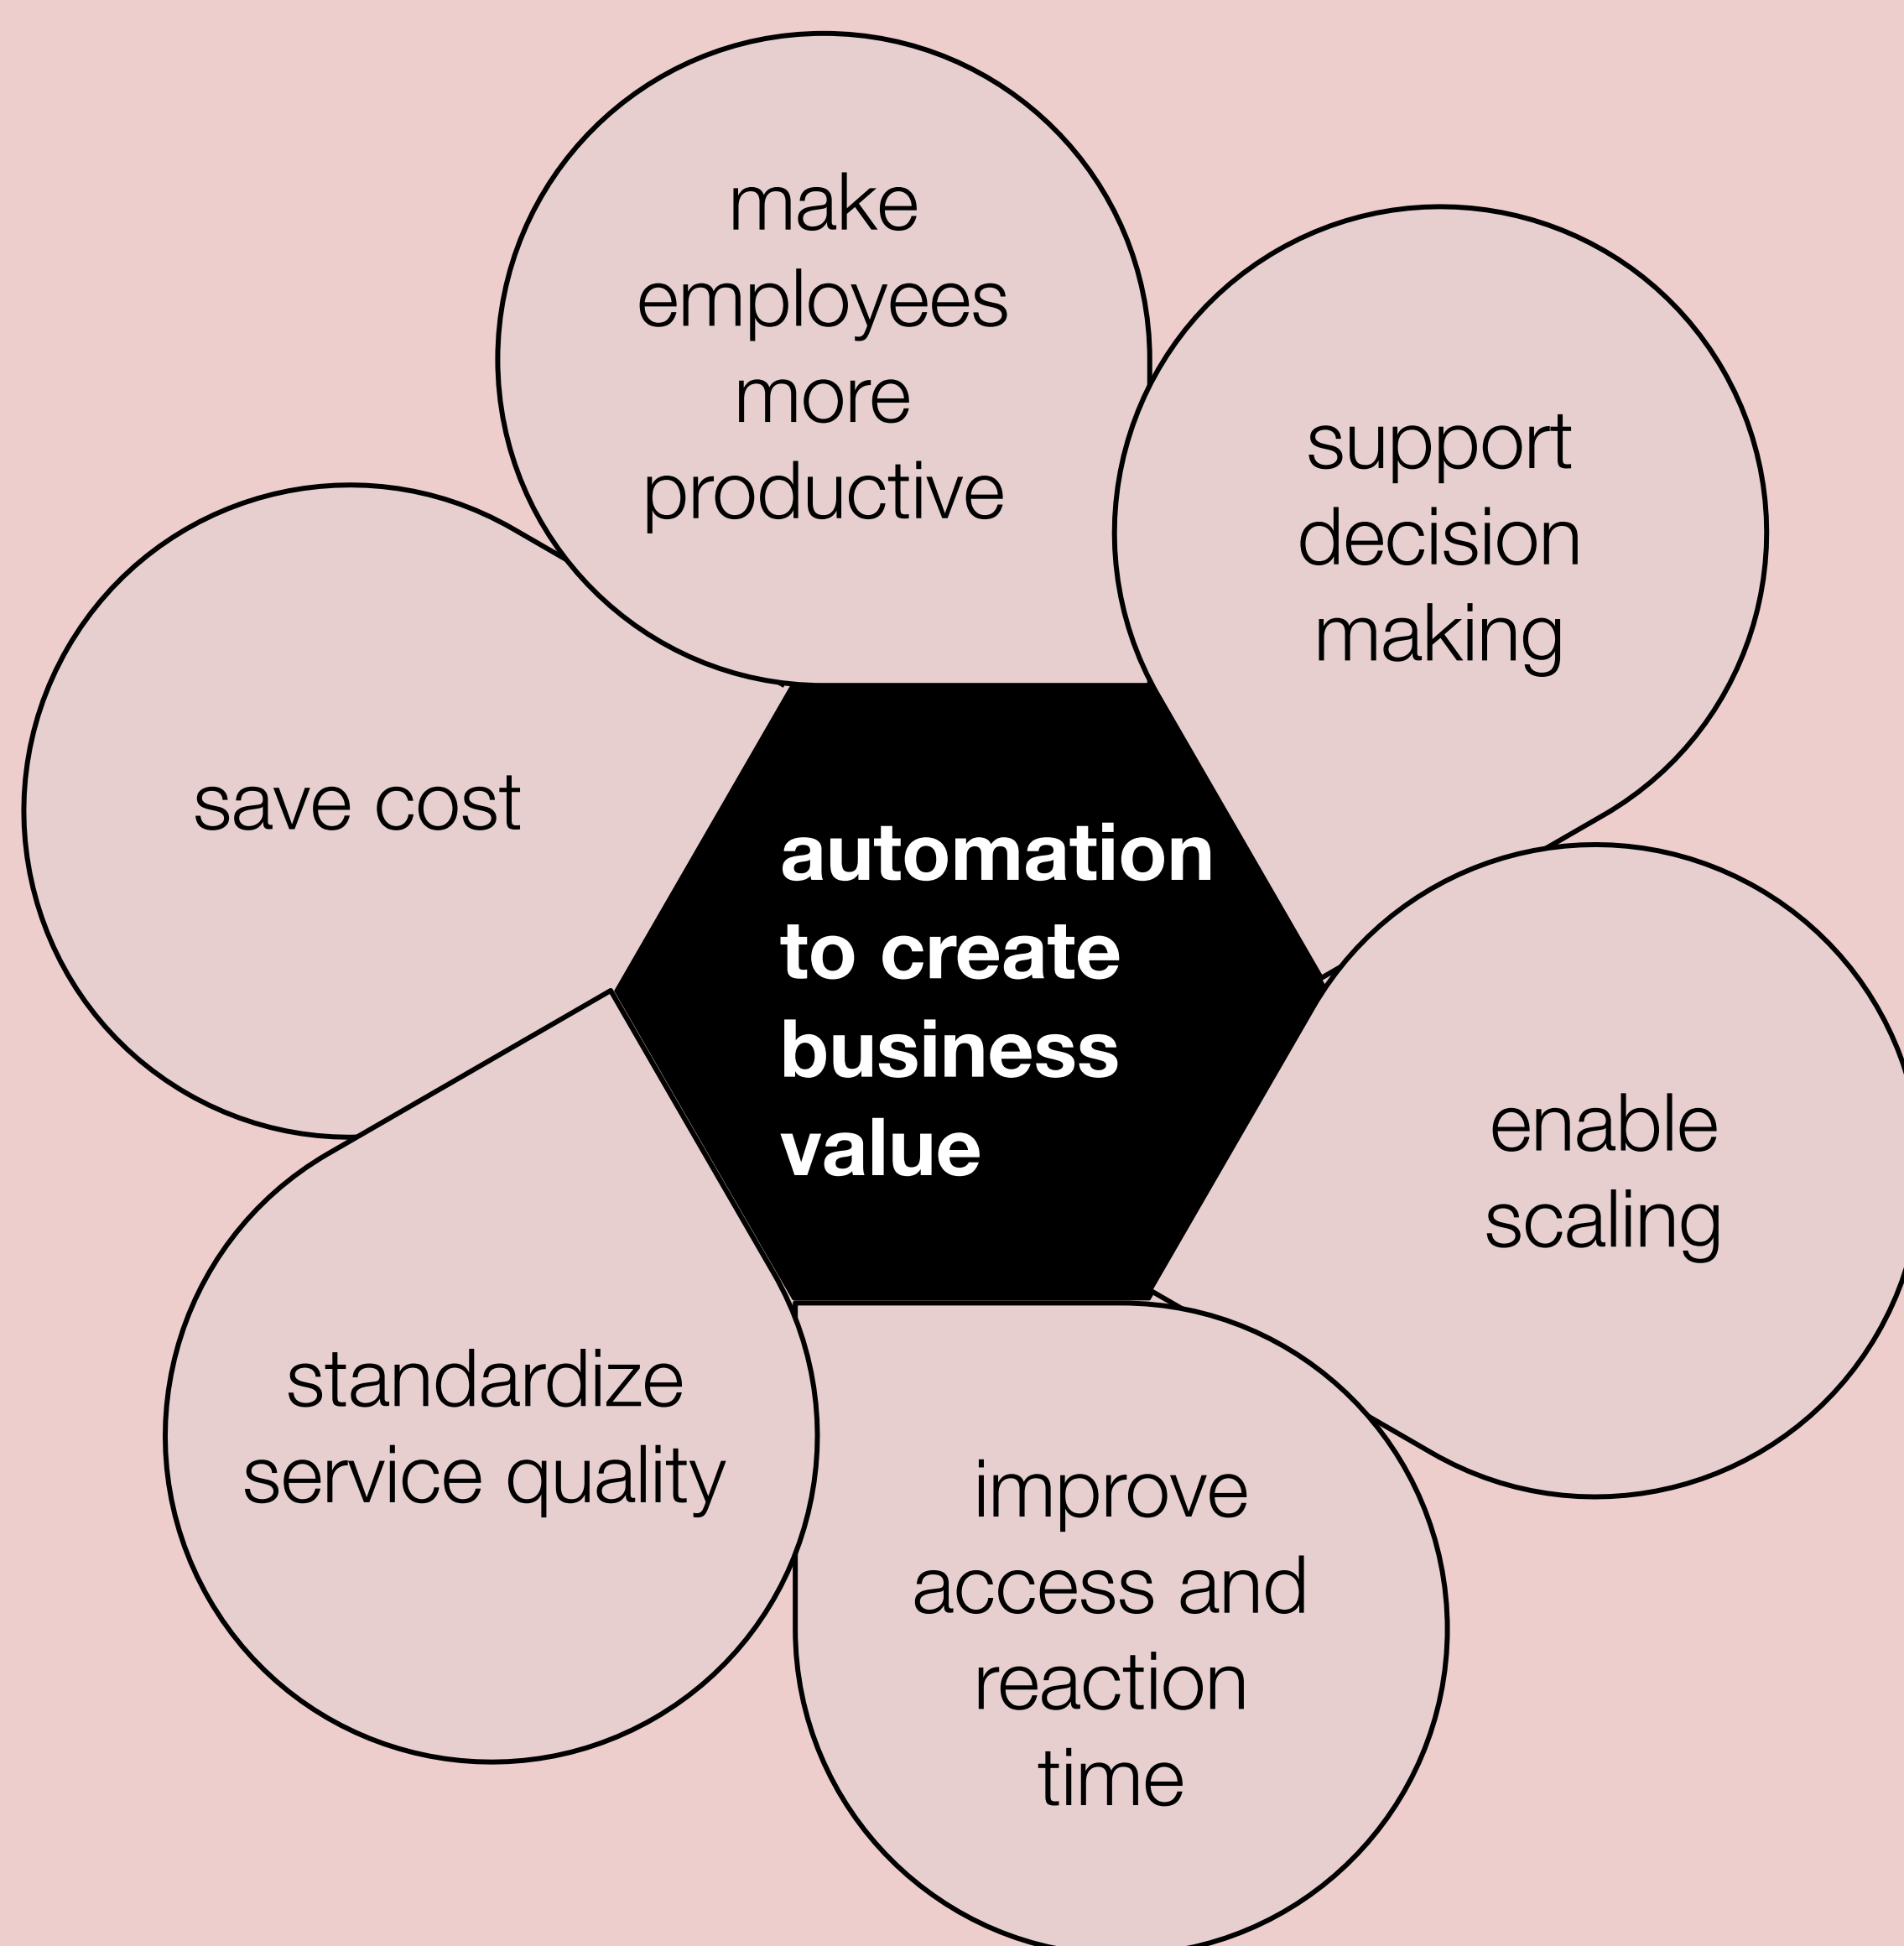 make
employees
more
productive
support
decision
making
save cost
automation
to create
business
value
enable
scaling
standardize
service quality
improve
access and
reaction
time